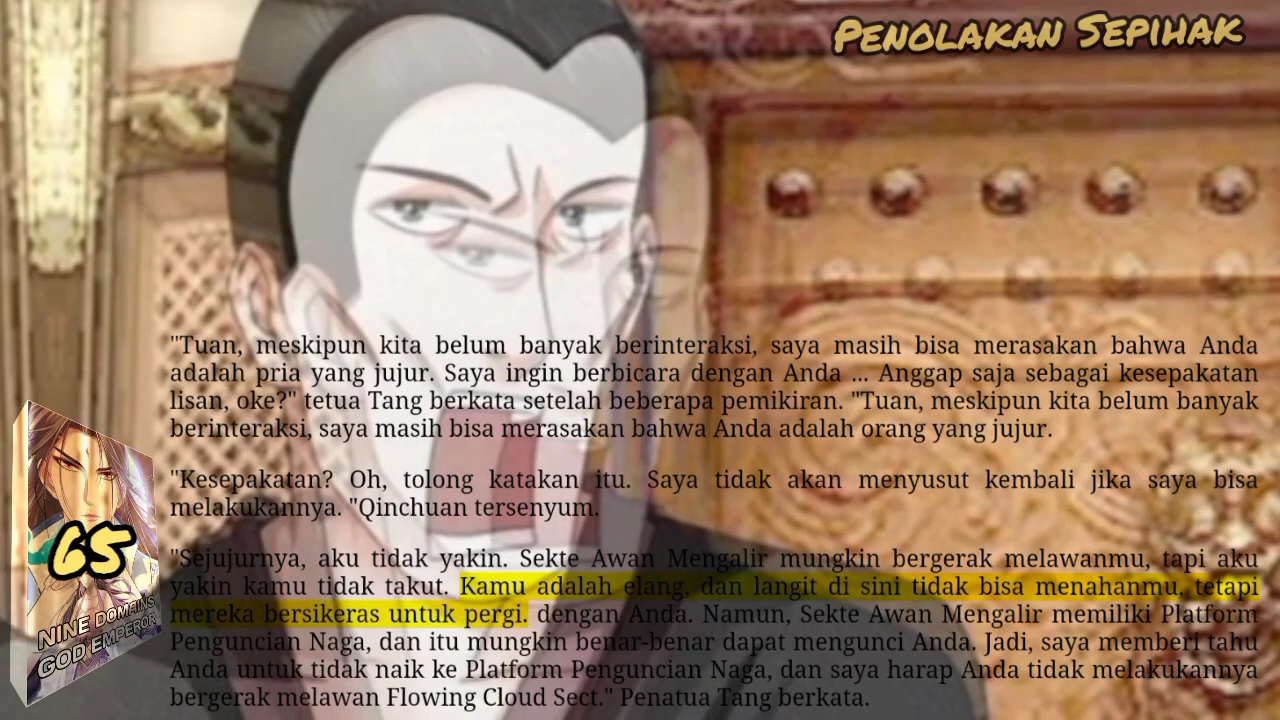 Penolakan Sepihak
"Tuan, meskipun kita belum banyak berinteraksi, saya masih bisa merasakan bahwa Anda
adalah pria yang jujur. Saya ingin berbicara dengan Anda ... Anggap saja sebagai kesepakatan
lisan, oke?" tetua Tang berkata setelah beberapa pemikiran. "Tuan, meskipun kita belum banyak
berinteraksi, saya masih bisa merasakan bahwa Anda adalah orang yang jujur.
"Kesepakatan? Oh, tolong katakan itu. Saya tidak akan menyusut kembali jika saya bisa
melakukannya. "Qinchuan tersenyum.
"Sejujurnya, aku tidak yakin. Sekte Awan Mengalir mungkin bergerak melawanmu, tapi aku
yakin kamu tidak takut. Kamu adalah elang, dan langit di sini tidak bisa menahanmu, tetapi
mereka bersikeras untuk pergi. dengan Anda. Namun, Sekte Awan Mengalir memiliki Platform
Penguncian Naga, dan itu mungkin benar-benar dapat mengunci Anda. Jadi, saya memberi tahu
Anda untuk tidak naik ke Platform Penguncian Naga, dan saya harap Anda tidak melakukannya
bergerak melawan Flowing Cloud Sect." Penatua Tang berkata.
65
NINE DOMAINS
GOD EMPEROR